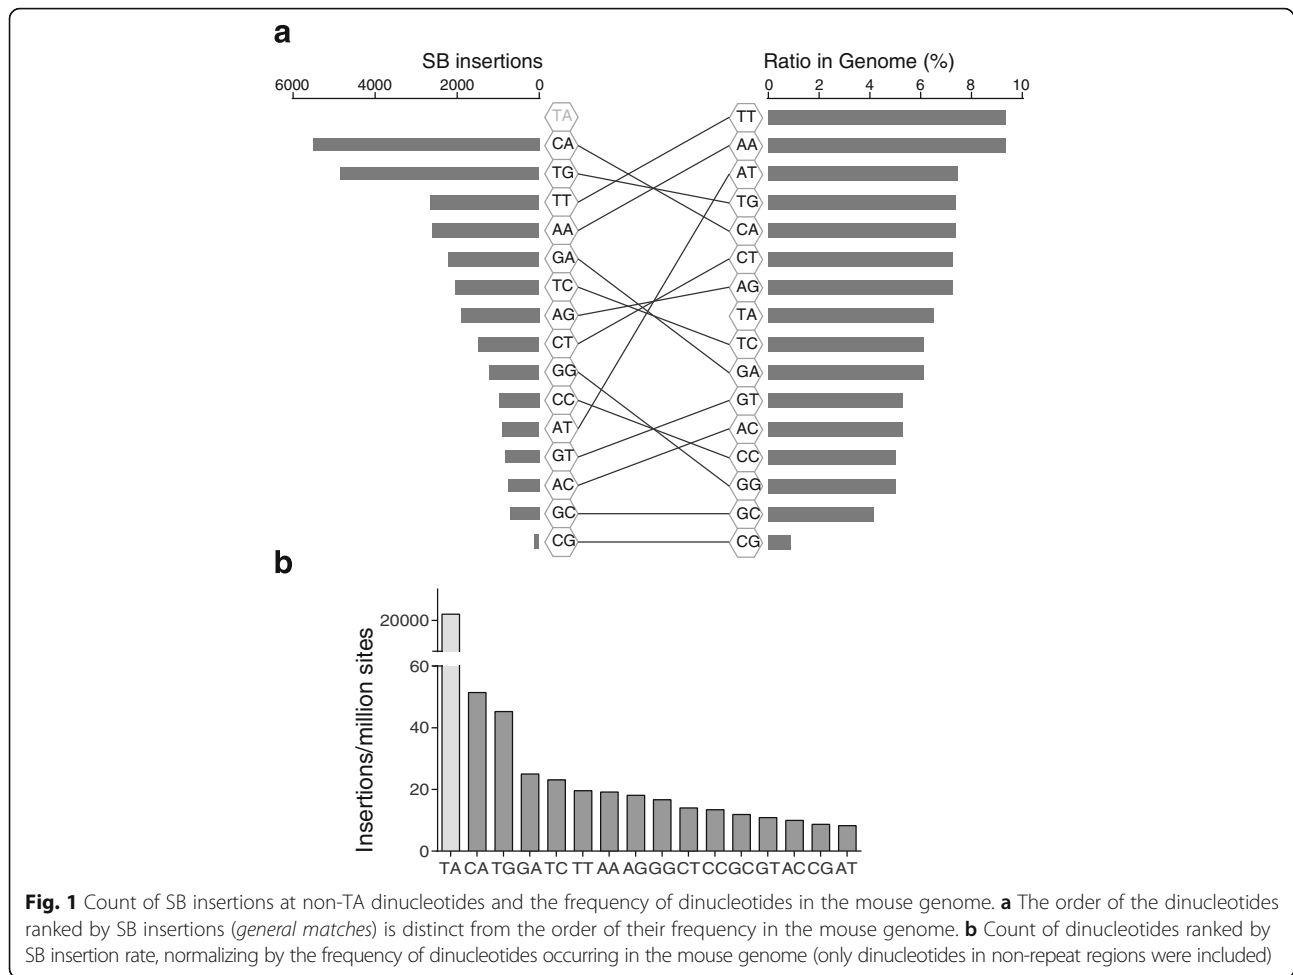 a
SB insertions
Ratio in Genome (%)
6000 4000 2000 0
0 2 4 6 8 10
TA TT
CA AA
TG AT
TT TG
AA CA
GA CT
TC AG
AG TA
CT TC
GG GA
CC GT
AT AC
GT CC
AC GG
GC GC
CG CG
b
Insertions/million sites
20000
60
40
20
0
TA CA TG GA TC TT AA AG GG CT CC GC GT AC CG AT
Fig. 1 Count of SB insertions at non-TA dinucleotides and the frequency of dinucleotides in the mouse genome. a The order of the dinucleotides
ranked by SB insertions (general matches) is distinct from the order of their frequency in the mouse genome. b Count of dinucleotides ranked by
SB insertion rate, normalizing by the frequency of dinucleotides occurring in the mouse genome (only dinucleotides in non-repeat regions were included)